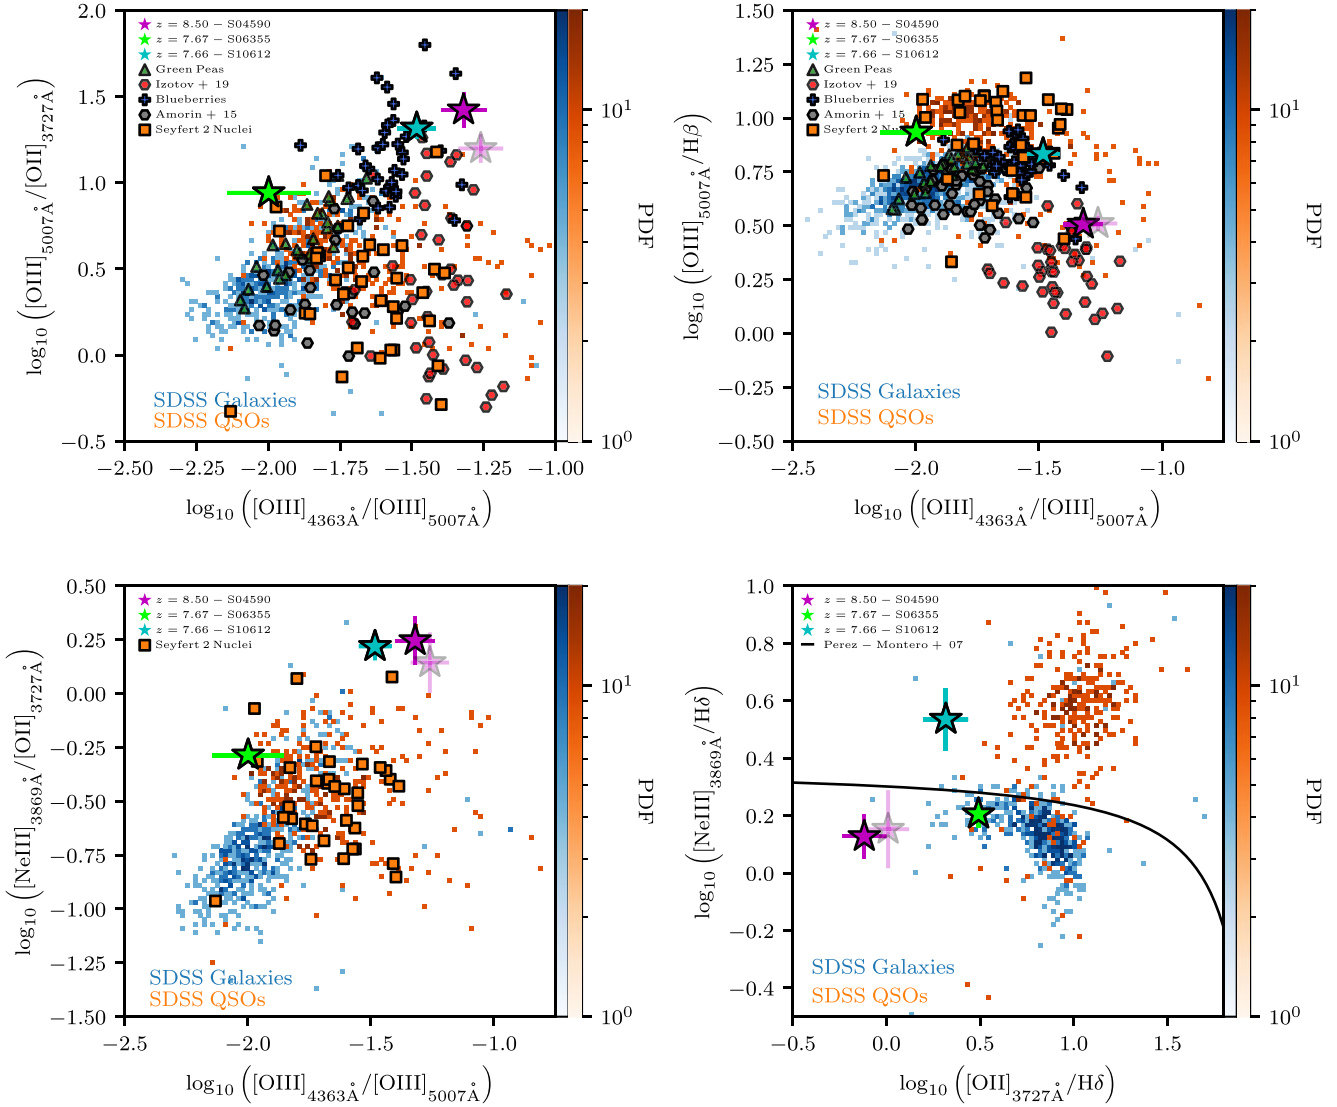 2.0
1.5
1.0
0.5
0.0
−0.5
−2.50 −2.25 −2.00 −1.75 −1.50 −1.25 −1.00
log10 ([OIII]4363Å/[OIII]5007Å)
log10 ([OIII]5007Å/[OII]3727Å)
z = 8.50 − S04590
z = 7.67 − S06355
z = 7.66 − S10612
Green Peas
Izotov + 19
Blueberries
Amorin + 15
Seyfert 2 Nuclei
SDSS Galaxies
SDSS QSOs
10^1
10^0
PDF
1.50
1.25
1.00
0.75
0.50
0.25
0.00
−0.25
−0.50
−2.5 −2.0 −1.5 −1.0
log10 ([OIII]4363Å/[OIII]5007Å)
log10 ([OIII]5007Å/Hβ)
z = 8.50 − S04590
z = 7.67 − S06355
z = 7.66 − S10612
Green Peas
Izotov + 19
Blueberries
Amorin + 15
Seyfert 2 Nuclei
SDSS Galaxies
SDSS QSOs
10^1
10^0
PDF
0.50
0.25
0.00
−0.25
−0.50
−0.75
−1.00
−1.25
−1.50
−2.5 −2.0 −1.5 −1.0
log10 ([OIII]4363Å/[OIII]5007Å)
log10 ([NeIII]3869Å/[OII]3727Å)
z = 8.50 − S04590
z = 7.67 − S06355
z = 7.66 − S10612
Seyfert 2 Nuclei
SDSS Galaxies
SDSS QSOs
10^1
10^0
PDF
1.0
0.8
0.6
0.4
0.2
0.0
−0.2
−0.4
−0.5 0.0 0.5 1.0 1.5
log10 ([OII]3727Å/Hδ)
log10 ([NeIII]3869Å/Hδ)
z = 8.50 − S04590
z = 7.67 − S06355
z = 7.66 − S10612
Perez − Montero + 07
SDSS Galaxies
SDSS QSOs
10^1
10^0
PDF